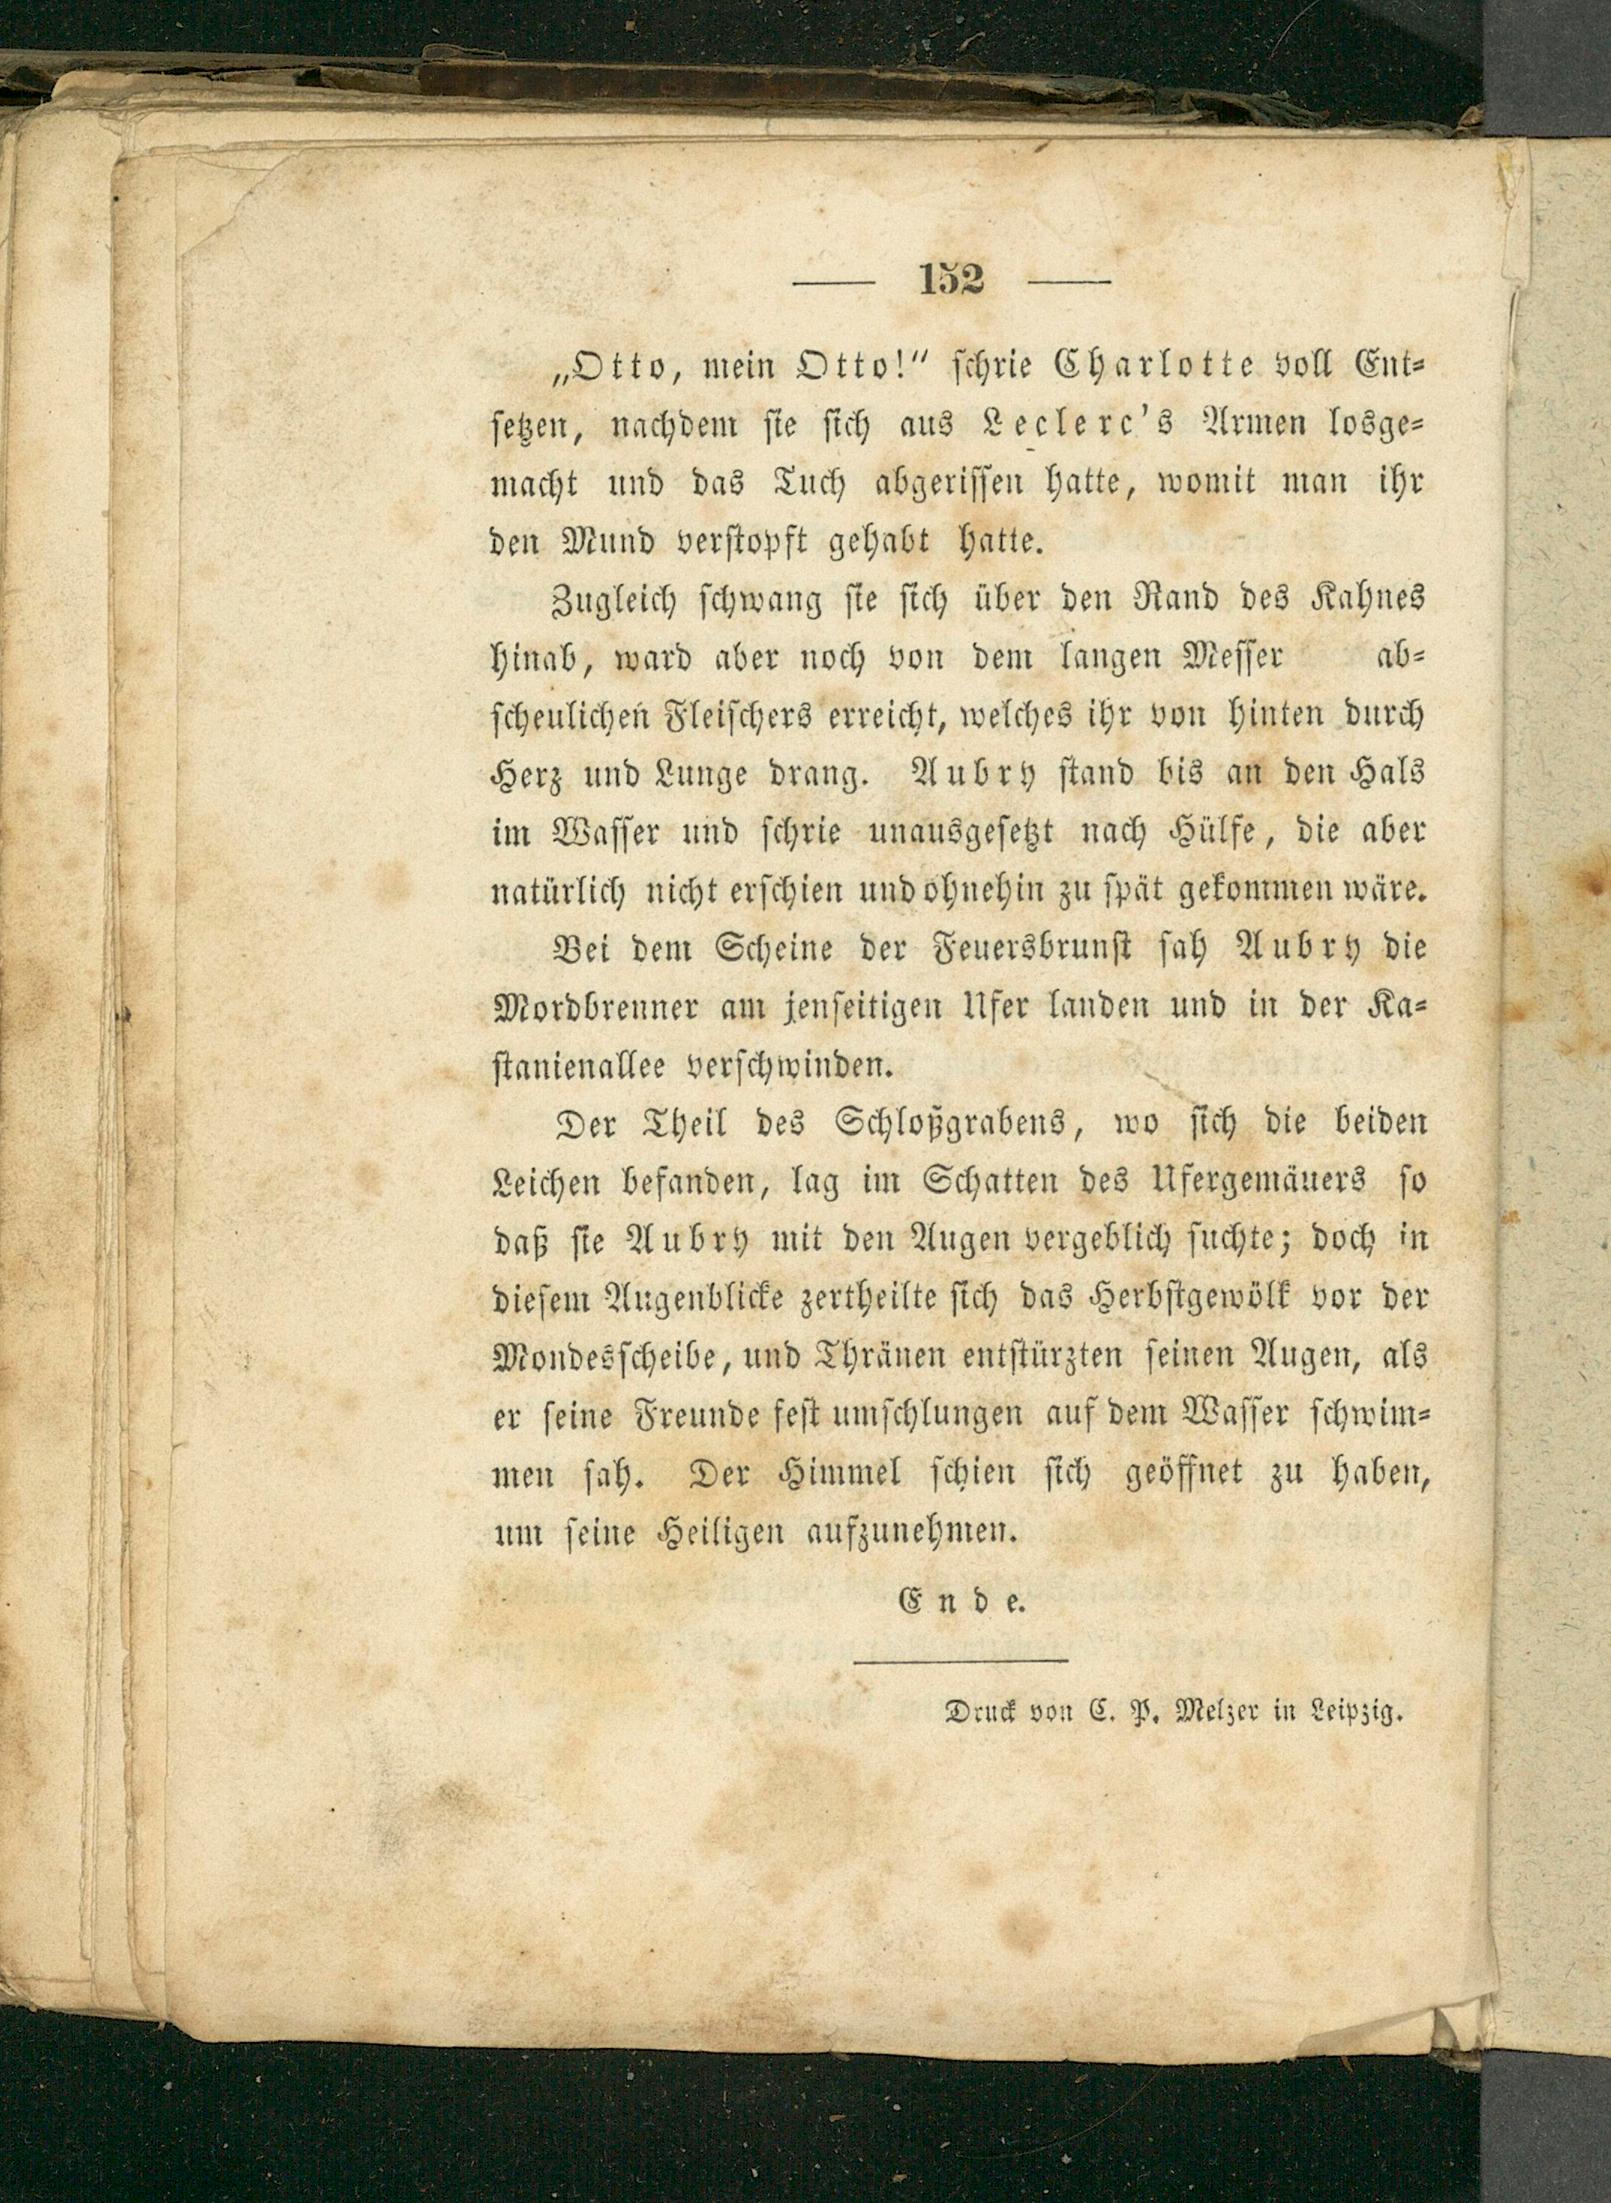 — 152 —
„Otto, mein Otto!“ schrie Charlotte voll Ent-
setzen, nachdem sie sich aus Leclerc's Armen losge-
macht und das Tuch abgerissen hatte, womit man ihr
den Mund verstopft gehabt hatte.
Zugleich schwang sie sich über den Rand des Kahnes
hinab, ward aber noch von dem langen Messer ab-
scheulichen Fleischers erreicht, welches ihr von hinten durch
Herz und Lunge drang. Aubry stand bis an den Hals
im Wasser und schrie unausgesetzt nach Hülfe, die aber
natürlich nicht erschien und ohnehin zu spät gekommen wäre.
Bei dem Scheine der Feuersbrunst sah Aubry die
Mordbrenner am jenseitigen Ufer landen und in der Ka-
stanienallee verschwinden.
Der Theil des Schloßgrabens, wo sich die beiden
Leichen befanden, lag im Schatten des Ufergemäuers so
daß sie Aubry mit den Augen vergeblich suchte; doch in
diesem Augenblicke zertheilte sich das Herbstgewölk vor der
Mondesscheibe, und Thränen entstürzten seinen Augen, als
er seine Freunde fest umschlungen auf dem Wasser schwim-
men sah. Der Himmel schien sich geöffnet zu haben,
um seine Heiligen aufzunehmen.
Ende.
Druck von C. P. Melzer in Leipzig.